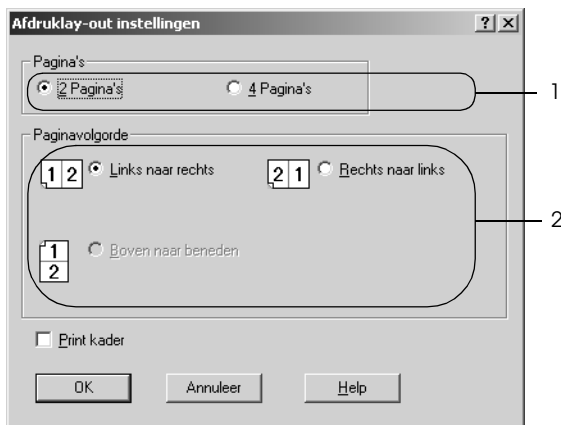 Afdruklay-out instellingen
Pagina's
2 Pagina's 4 Pagina's
1
Paginavolgorde
1 2 Links naar rechts 2 1 Rechts naar links
2
1 Boven naar beneden
2
Print kader
OK Annuleer Help